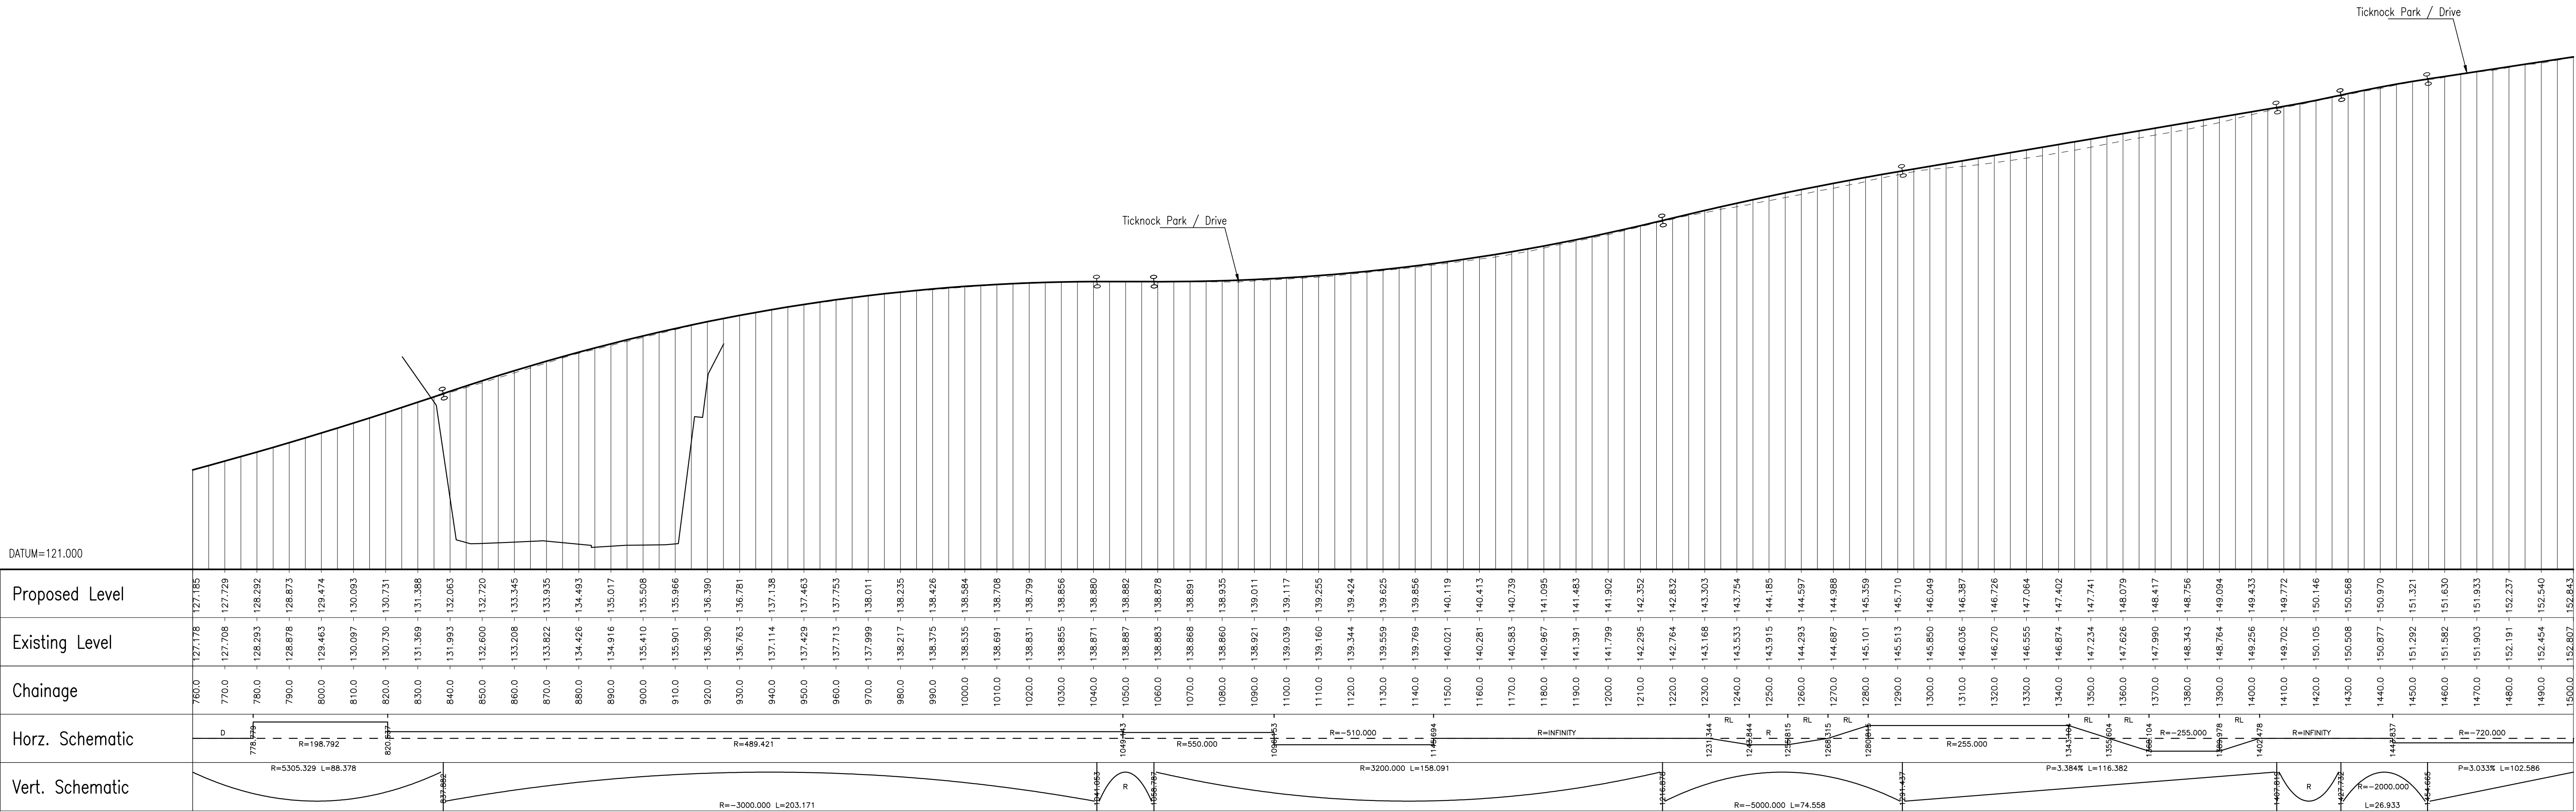 Ticknock Park / Drive
Ticknock Park / Drive
DATUM=121.000
Proposed Level
127.185 127.729 128.292 128.873 129.474 130.093 130.731 131.388 132.063 132.720 133.345 133.935 134.493 135.017 135.508 135.966 136.390 136.781 137.138 137.463 137.753 138.011 138.235 138.426 138.584 138.708 138.799 138.856 138.880 138.882 138.878 138.891 138.935 139.011 139.117 139.255 139.424 139.625 139.856 140.119 140.413 140.739 141.095 141.483 141.902 142.352 142.832 143.303 143.754 144.185 144.597 144.988 145.359 145.710 146.049 146.387 146.726 147.064 147.402 147.741 148.079 148.417 148.756 149.094 149.433 149.772 150.146 150.568 150.970 151.321 151.630 151.933 152.237 152.540 152.843
Existing Level
127.178 127.708 128.293 128.878 129.463 130.097 130.730 131.369 131.993 132.600 133.208 133.822 134.426 134.916 135.410 135.901 136.390 136.763 137.114 137.429 137.713 137.999 138.217 138.375 138.535 138.691 138.831 138.855 138.871 138.887 138.883 138.868 138.860 138.921 139.039 139.160 139.344 139.559 139.769 140.021 140.281 140.583 140.967 141.391 141.799 142.295 142.764 143.168 143.533 143.915 144.293 144.687 145.101 145.513 145.850 146.036 146.270 146.555 146.874 147.234 147.626 147.990 148.343 148.764 149.256 149.702 150.105 150.508 150.877 151.292 151.582 151.903 152.191 152.454 152.807
Chainage
760.0 770.0 780.0 790.0 800.0 810.0 820.0 830.0 840.0 850.0 860.0 870.0 880.0 890.0 900.0 910.0 920.0 930.0 940.0 950.0 960.0 970.0 980.0 990.0 1000.0 1010.0 1020.0 1030.0 1040.0 1050.0 1060.0 1070.0 1080.0 1090.0 1100.0 1110.0 1120.0 1130.0 1140.0 1150.0 1160.0 1170.0 1180.0 1190.0 1200.0 1210.0 1220.0 1230.0 1240.0 1250.0 1260.0 1270.0 1280.0 1290.0 1300.0 1310.0 1320.0 1330.0 1340.0 1350.0 1360.0 1370.0 1380.0 1390.0 1400.0 1410.0 1420.0 1430.0 1440.0 1450.0 1460.0 1470.0 1480.0 1490.0 1500.0
Horz. Schematic
D 778.779 R=198.792 R=489.421 R=550.000 R=-510.000 R=INFINITY 1231.344 RL 1243.844 R 1255.815 RL 1268.315 RL R=255.000 RL 1355.604 RL R=-255.000 RL 1402.478 R=INFINITY R=-720.000
Vert. Schematic
R=5305.329 L=88.378 837.882 R=-3000.000 L=203.171 R R=3200.000 L=158.091 R=-5000.000 L=74.558 1291.437 P=3.384% L=116.382 R R=-2000.000 L=26.933 P=3.033% L=102.586